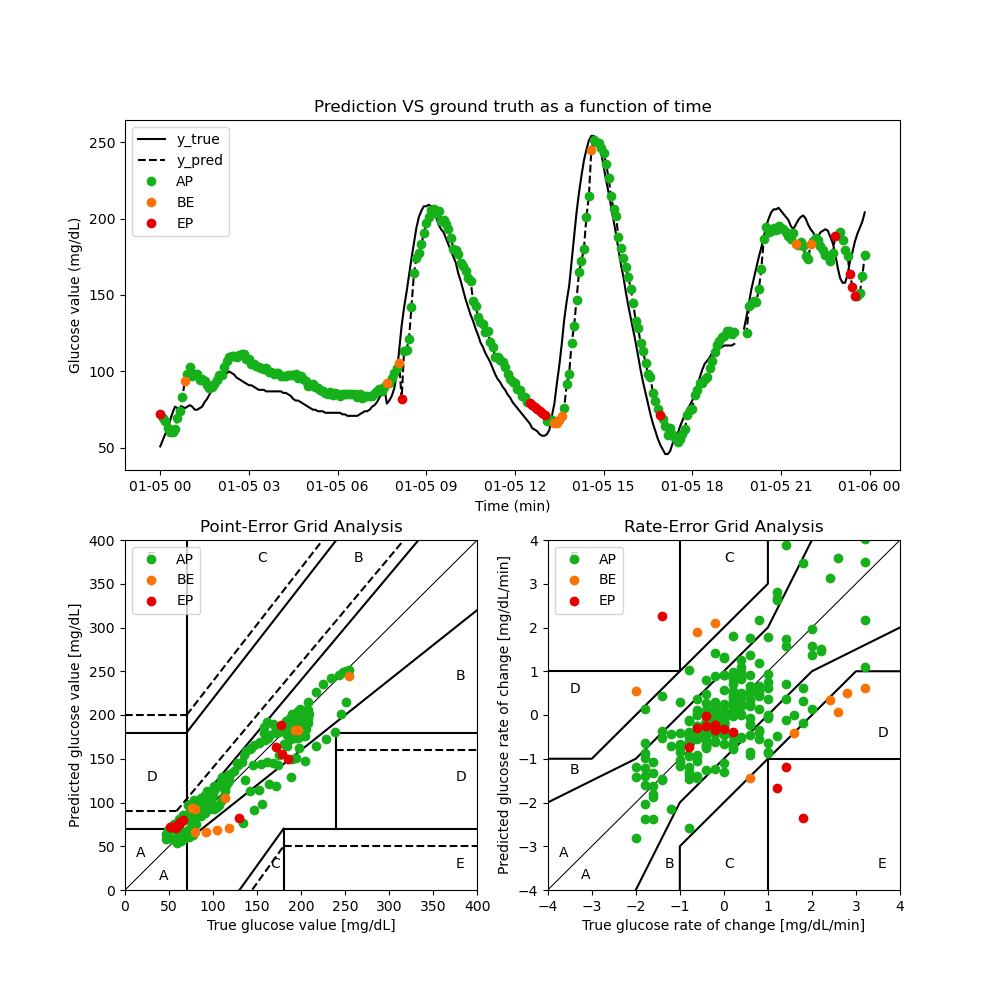 Prediction VS ground truth as a function of time
Glucose value (mg/dL)
250
200
150
100
50
y_true
y_pred
AP
BE
EP
01-05 00 01-05 03 01-05 06 01-05 09 01-05 12 01-05 15 01-05 18 01-05 21 01-06 00
Time (min)
Point-Error Grid Analysis
Predicted glucose value [mg/dL]
400
350
300
250
200
150
100
50
0
AP
BE
EP
C
B
B
D
D
A
A
C
E
0 50 100 150 200 250 300 350 400
True glucose value [mg/dL]
Rate-Error Grid Analysis
Predicted glucose rate of change [mg/dL/min]
4
3
2
1
0
−1
−2
−3
−4
AP
BE
EP
C
D
D
B
A
A
B
C
E
−4 −3 −2 −1 0 1 2 3 4
True glucose rate of change [mg/dL/min]